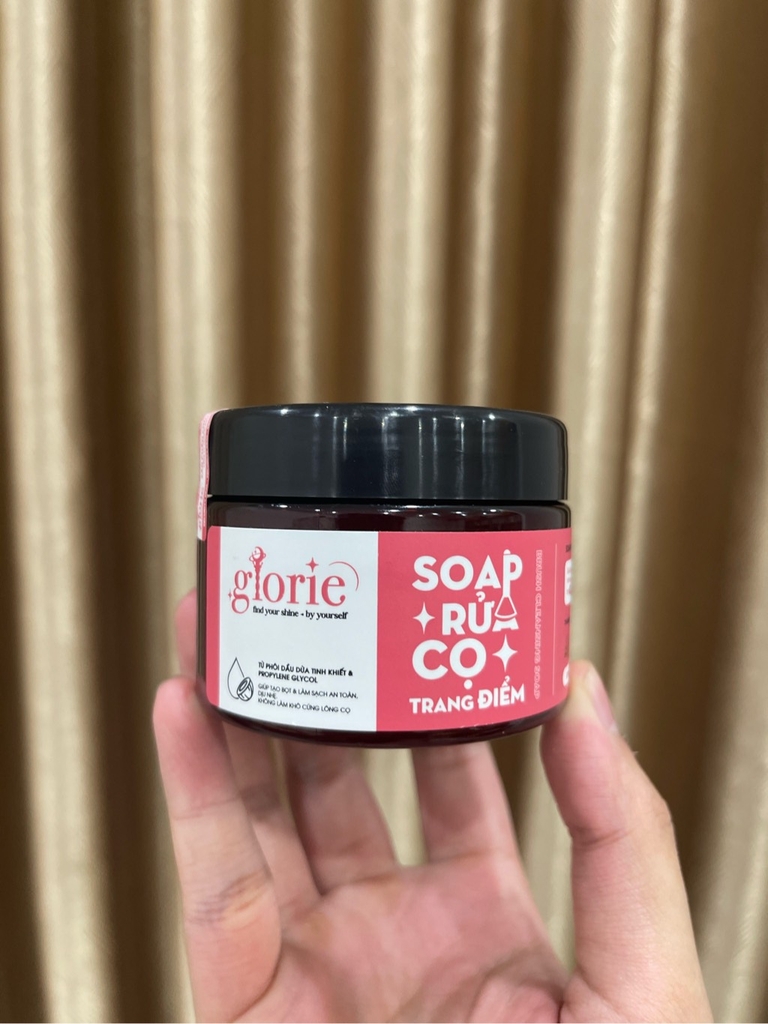 glorie
find your shine - by yourself
TỪ PHÔI DẦU DỪA TINH KHIẾT &
PROPYLENE GLYCOL
GIÚP TẠO BỌT & LÀM SẠCH AN TOÀN,
DỊU NHẸ,
KHÔNG LÀM KHÔ CỨNG LÔNG CỌ
SOAP
RỬA
CỌ
TRANG ĐIỂM